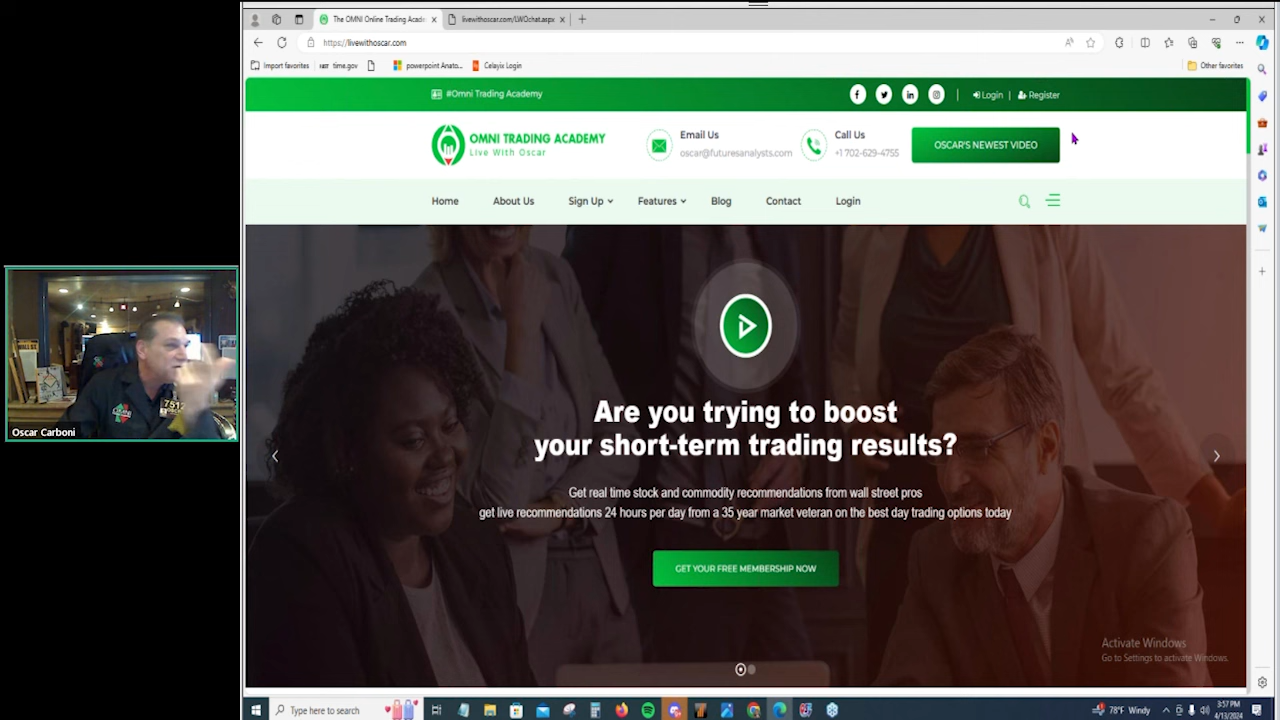 The OMNI Online Trading Acade
livewithoscar.com/LWOchat.aspx
https://livewithoscar.com
Import favorites
time.gov
powerpoint Anato...
Celayix Login
Other favorites
#Omni Trading Academy
Login | Register
OMNI TRADING ACADEMY
Live With Oscar
Email Us
oscar@futuresanalysts.com
Call Us
+1 702-629-4755
OSCAR'S NEWEST VIDEO
Home
About Us
Sign Up
Features
Blog
Contact
Login
Are you trying to boost
your short-term trading results?
Get real time stock and commodity recommendations from wall street pros
get live recommendations 24 hours per day from a 35 year market veteran on the best day trading options today
GET YOUR FREE MEMBERSHIP NOW
7512
OMNI
Oscar Carboni
Activate Windows
Go to Settings to activate Windows.
Type here to search
78°F Windy
3:57 PM
4/13/2024